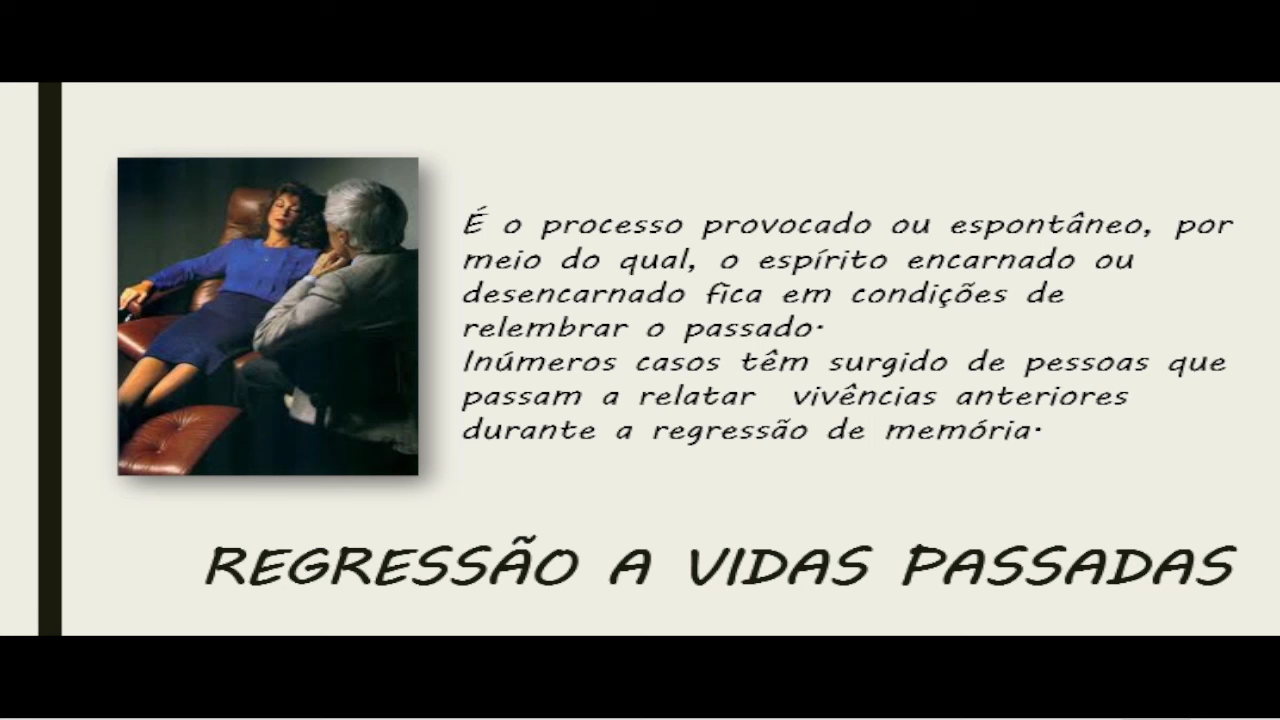 É o processo provocado ou espontâneo, por
meio do qual, o espírito encarnado ou
desencarnado fica em condições de
relembrar o passado.
Inúmeros casos têm surgido de pessoas que
passam a relatar vivências anteriores
durante a regressão de memória.
REGRESSÃO A VIDAS PASSADAS